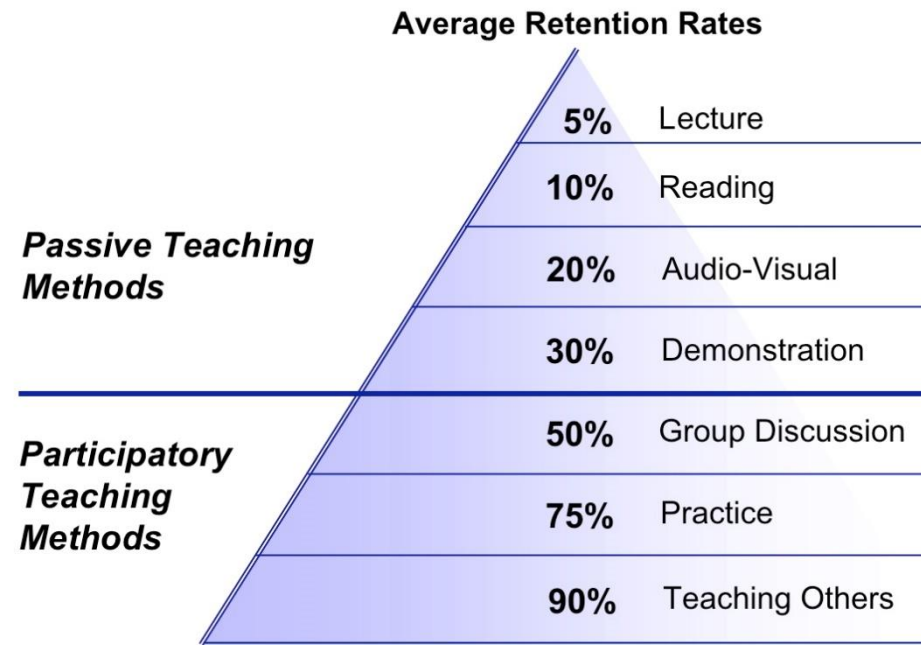 Average Retention Rates
5% Lecture
10% Reading
Passive Teaching
Methods
20% Audio-Visual
30% Demonstration
50% Group Discussion
Participatory
Teaching
Methods
75% Practice
90% Teaching Others